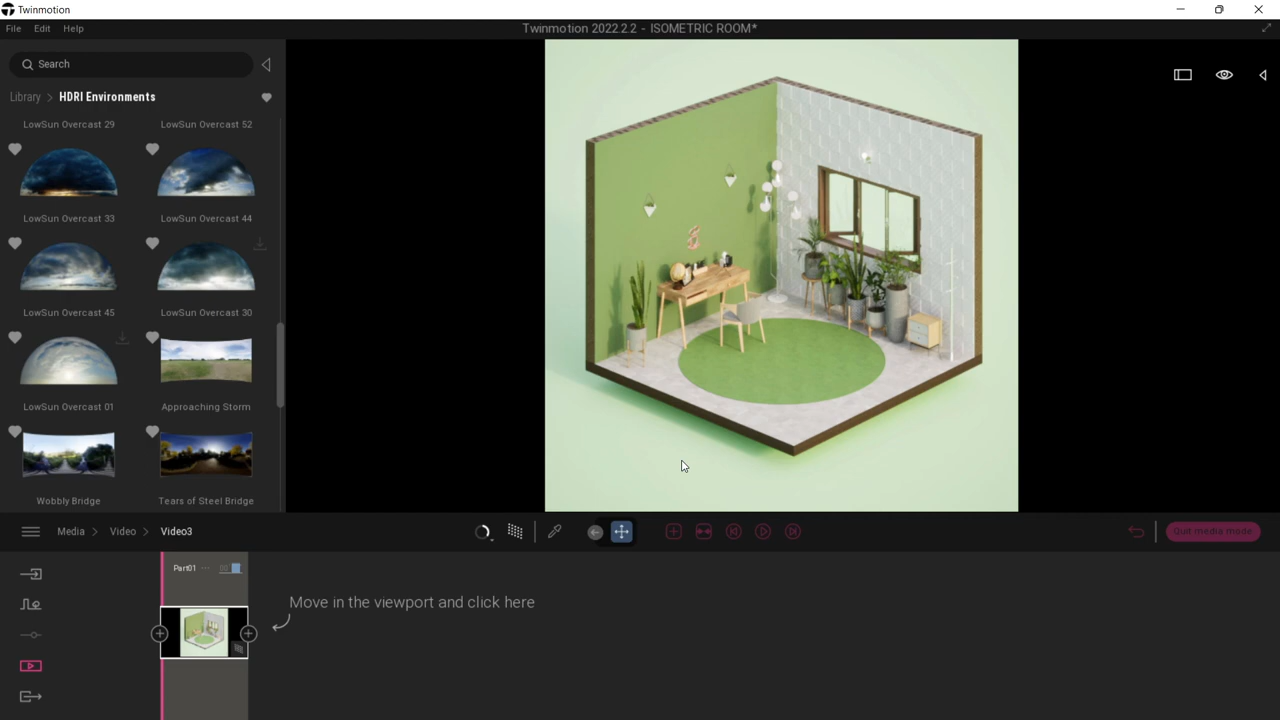 Twinmotion
File Edit Help
Twinmotion 2022.2.2 - ISOMETRIC ROOM*
Search
Library > HDRI Environments
LowSun Overcast 29 LowSun Overcast 52
LowSun Overcast 33 LowSun Overcast 44
LowSun Overcast 45 LowSun Overcast 30
LowSun Overcast 01 Approaching Storm
Wobbly Bridge Tears of Steel Bridge
Media > Video > Video3
Quit media mode
Part01
Move in the viewport and click here